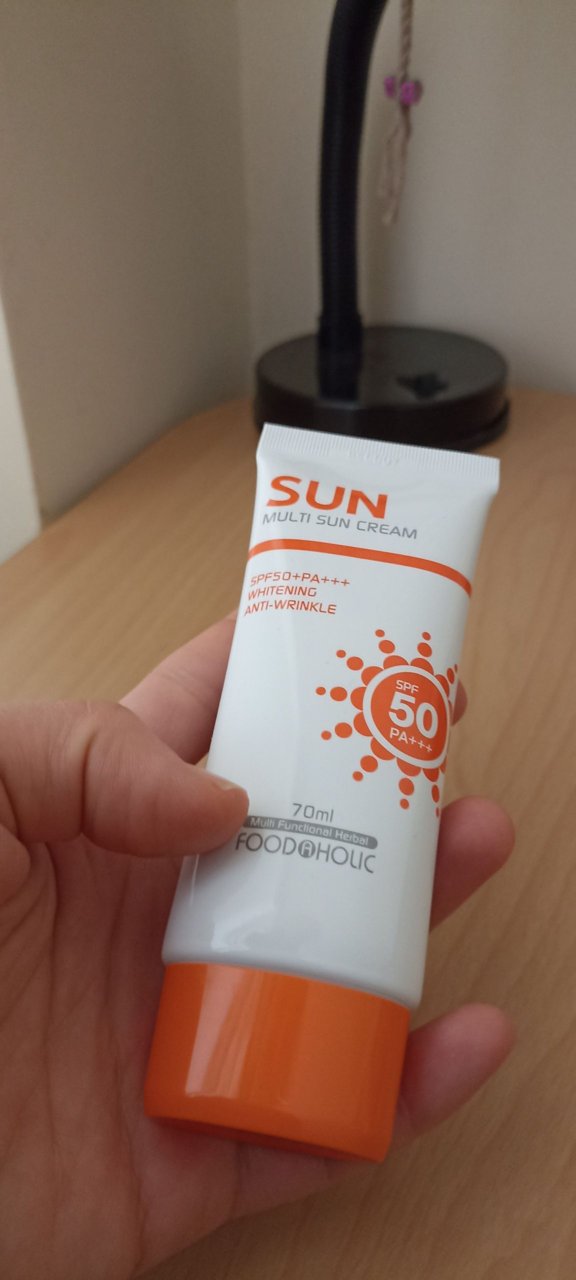 SUN
MULTI SUN CREAM
SPF50+PA+++
WHITENING
ANTI-WRINKLE
SPF
50
PA+++
70ml
Multi Functional Herbal
FOODAHOLIC